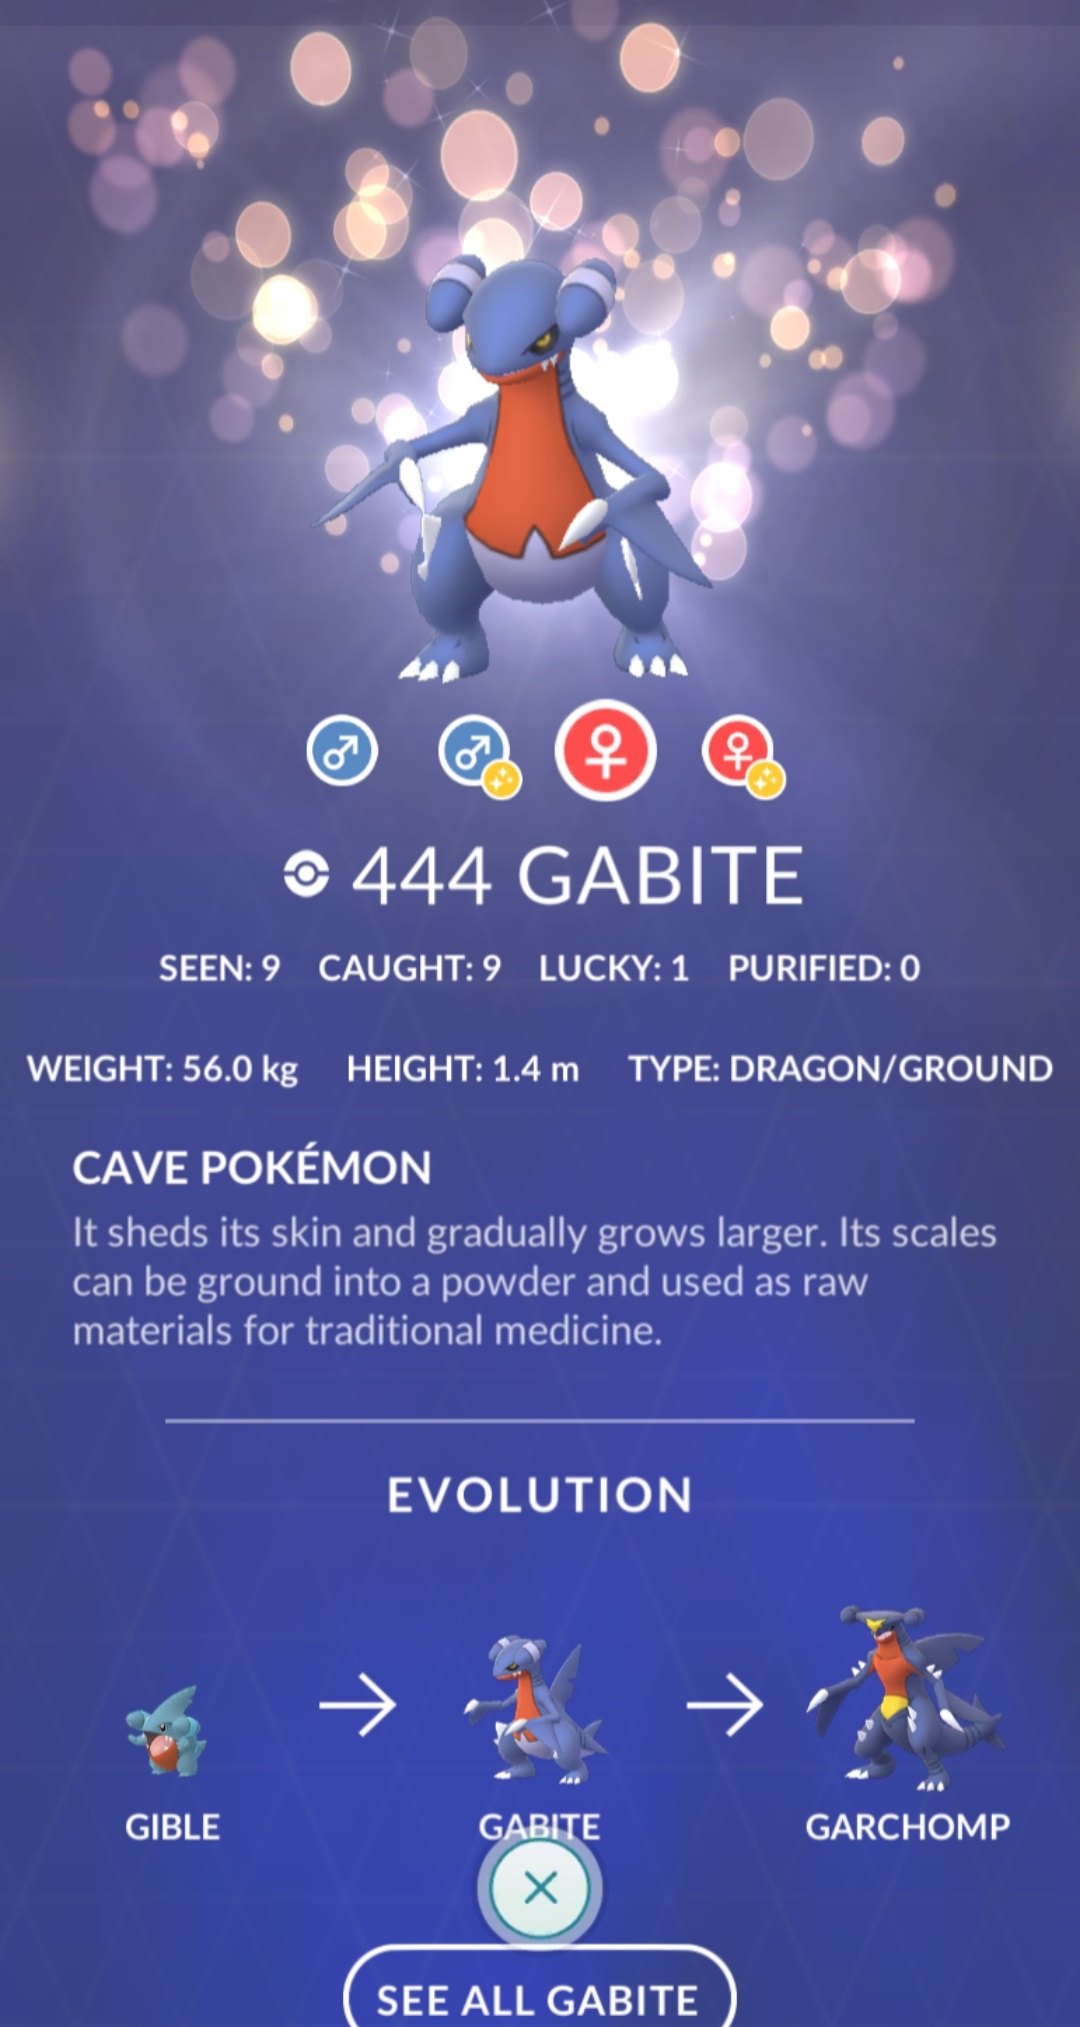 444 GABITE
SEEN: 9 CAUGHT: 9 LUCKY: 1 PURIFIED: 0
WEIGHT: 56.0 kg HEIGHT: 1.4 m TYPE: DRAGON/GROUND
CAVE POKÉMON
It sheds its skin and gradually grows larger. Its scales
can be ground into a powder and used as raw
materials for traditional medicine.
EVOLUTION
GIBLE GABITE GARCHOMP
SEE ALL GABITE